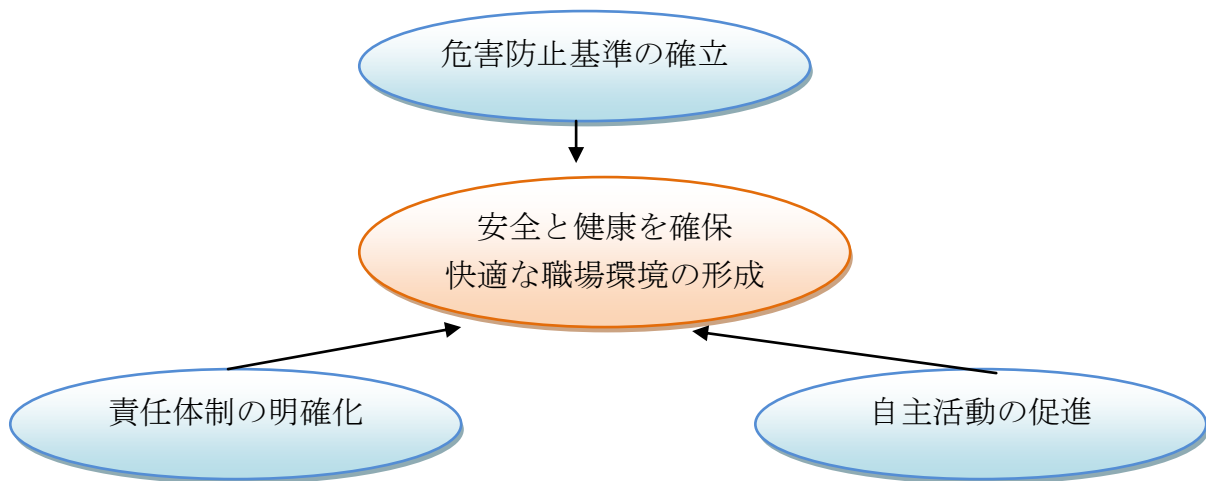 危害防止基準の確立
安全と健康を確保
快適な職場環境の形成
責任体制の明確化
自主活動の促進